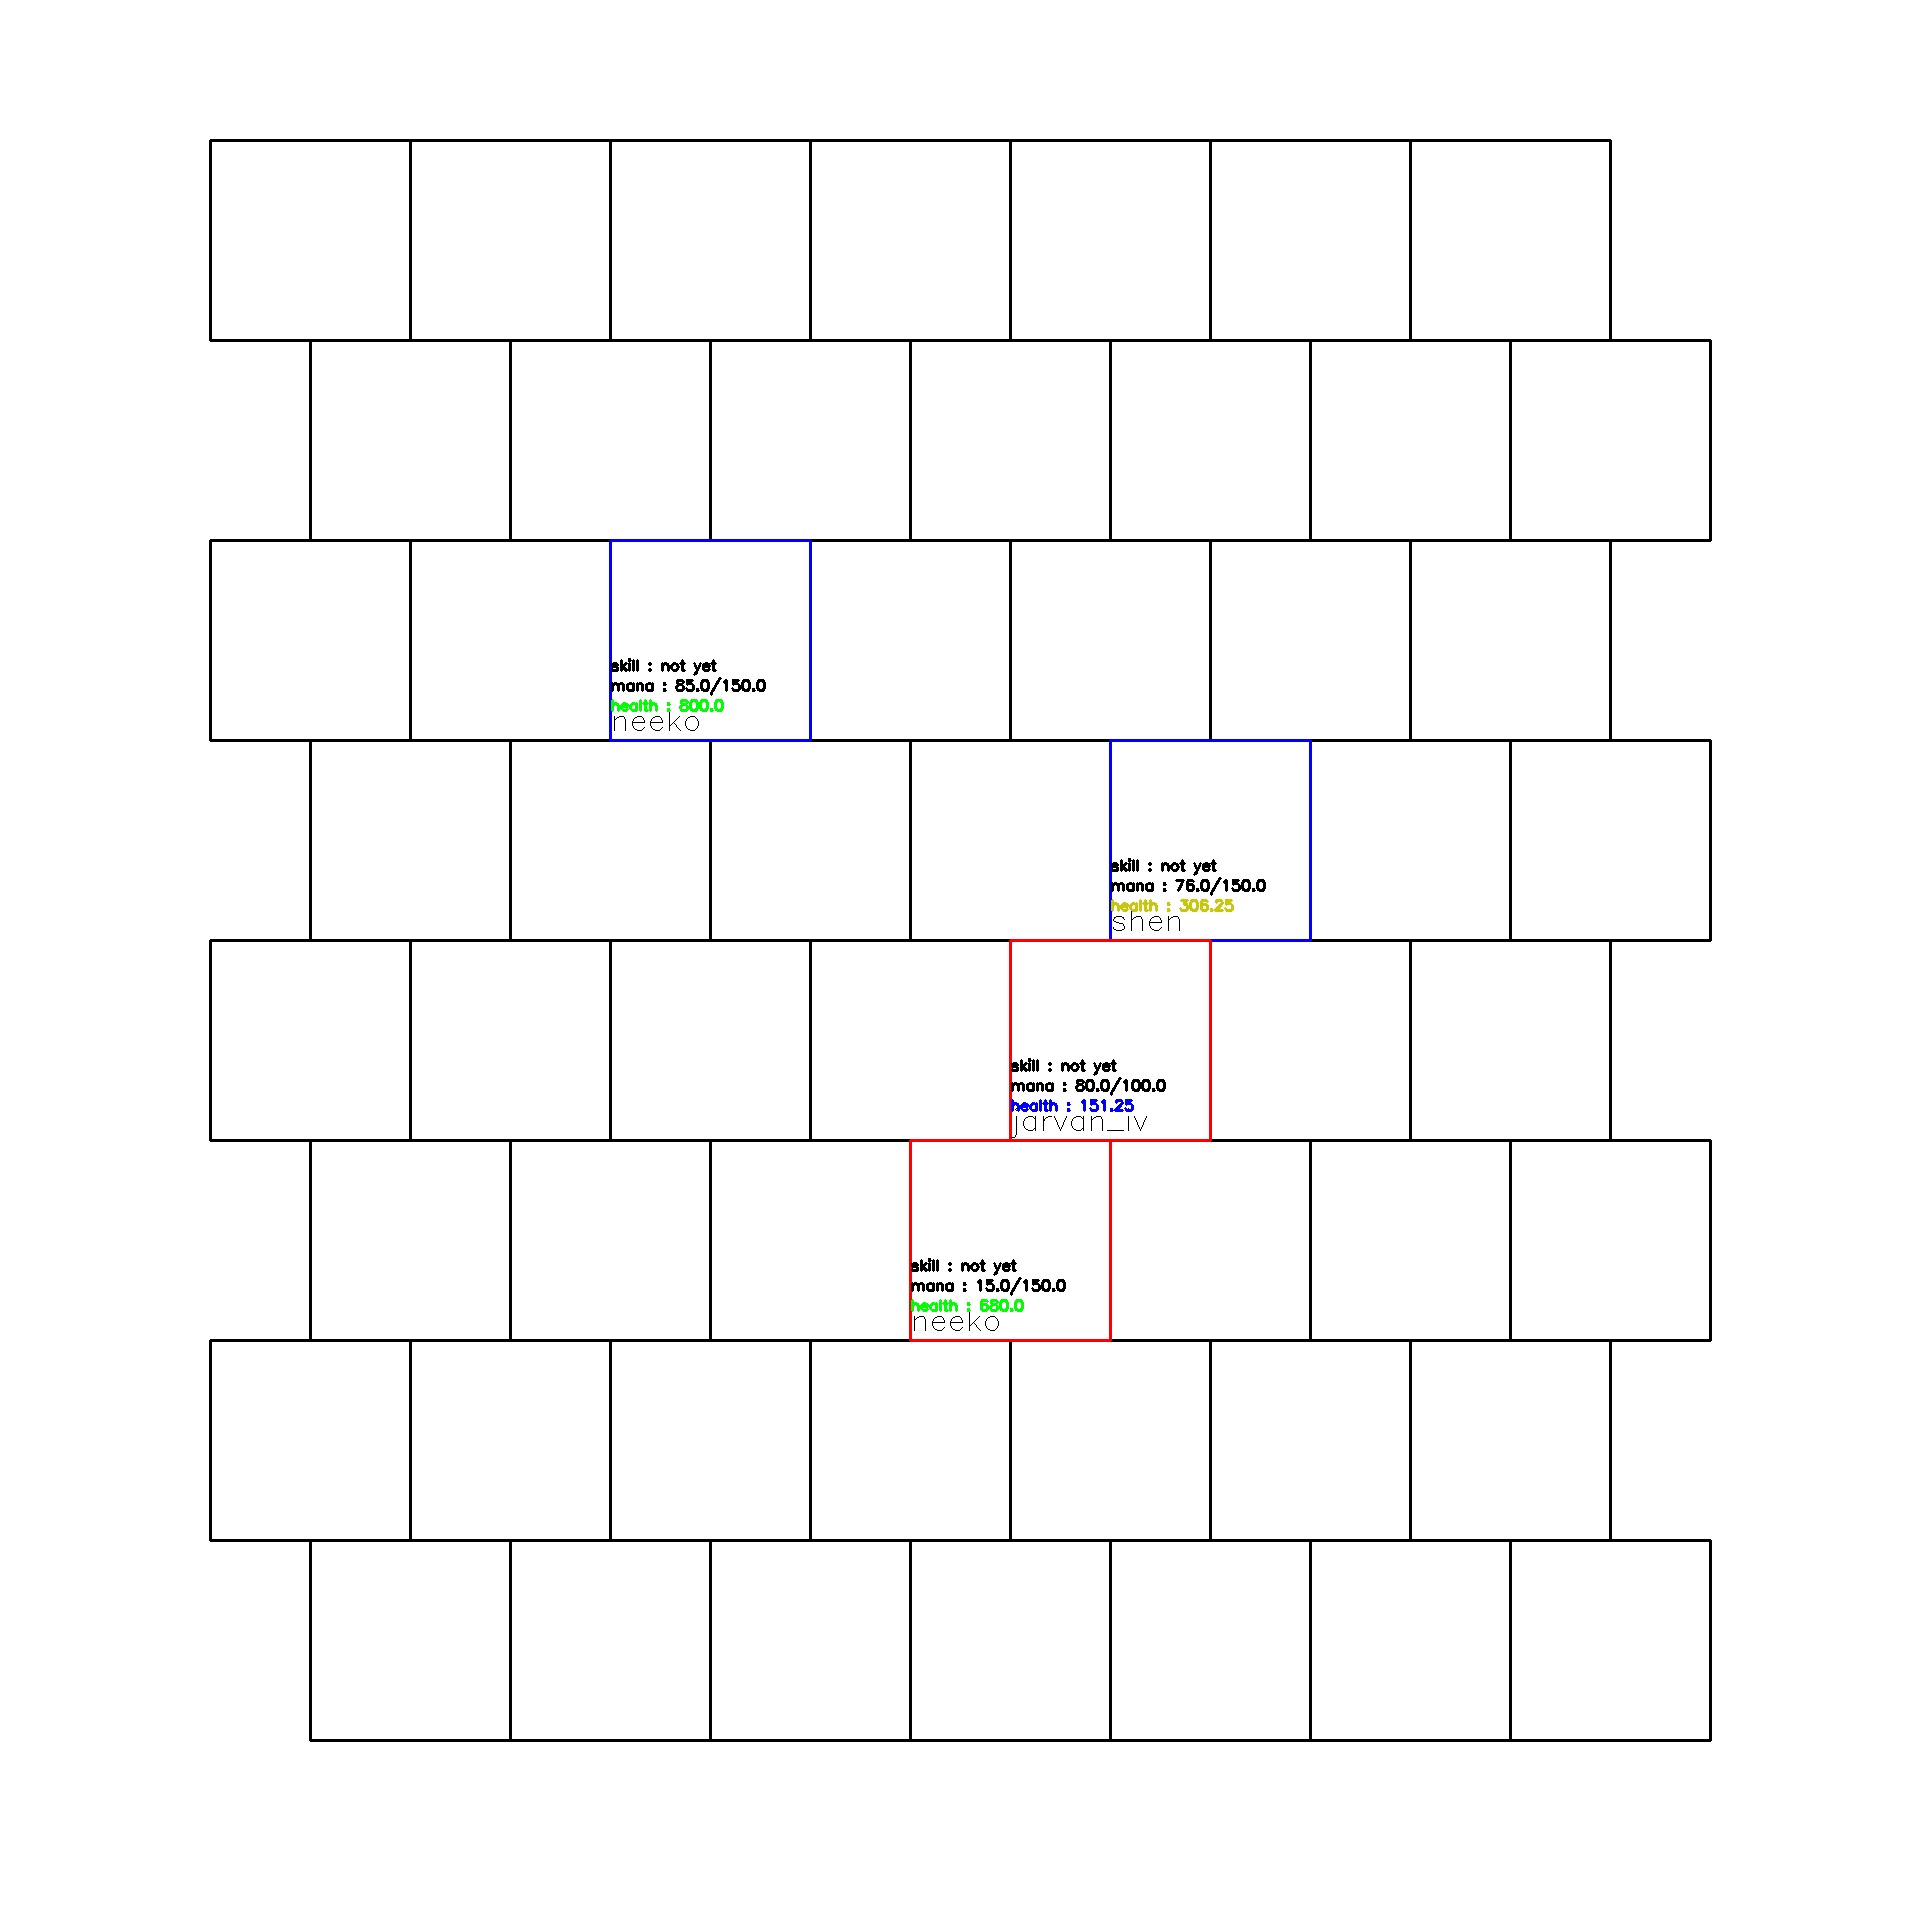 skill : not yet
mana : 85.0/150.0
health : 800.0
neeko
skill : not yet
mana : 76.0/150.0
health : 306.25
shen
skill : not yet
mana : 80.0/100.0
health : 151.25
jarvan_iv
skill : not yet
mana : 15.0/150.0
health : 680.0
neeko